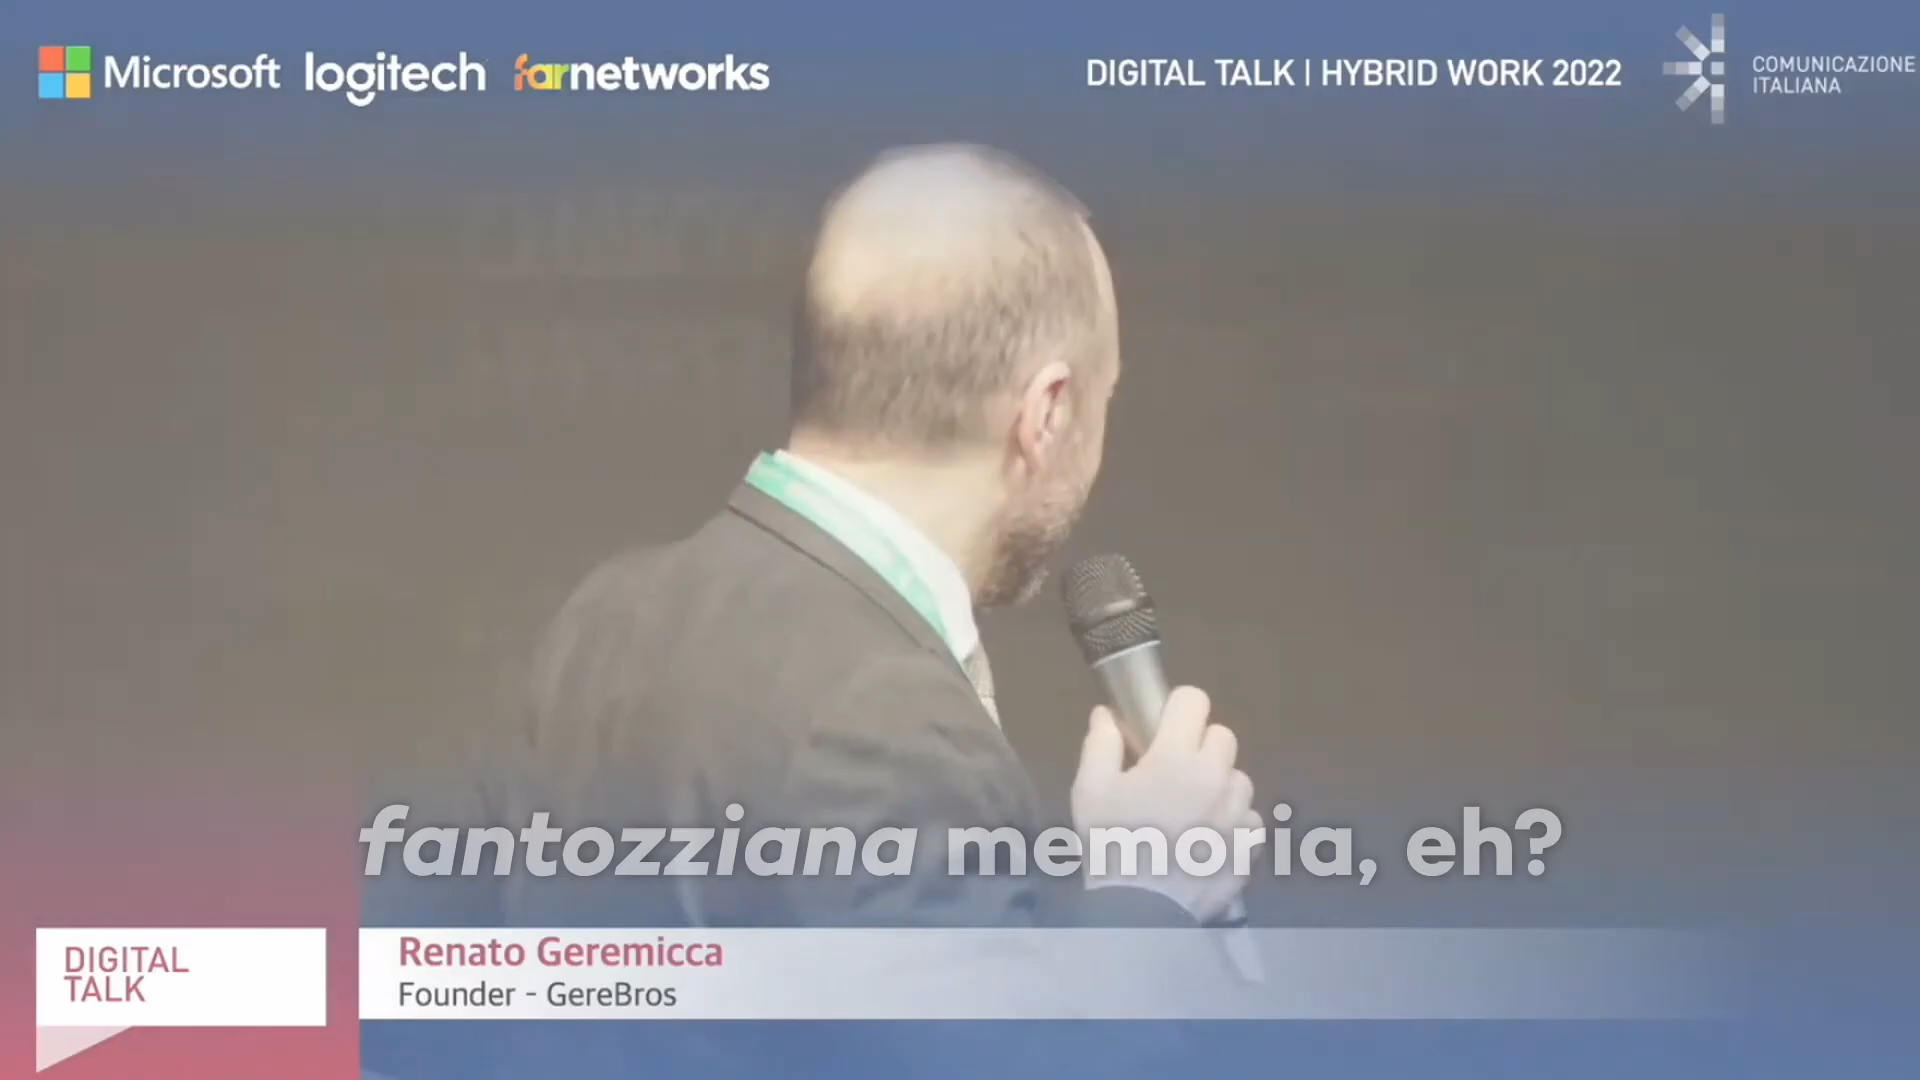 Microsoft logitech farnetworks
DIGITAL TALK | HYBRID WORK 2022
COMUNICAZIONE
ITALIANA
fantozziana memoria, eh?
DIGITAL
TALK
Renato Geremicca
Founder - GereBros